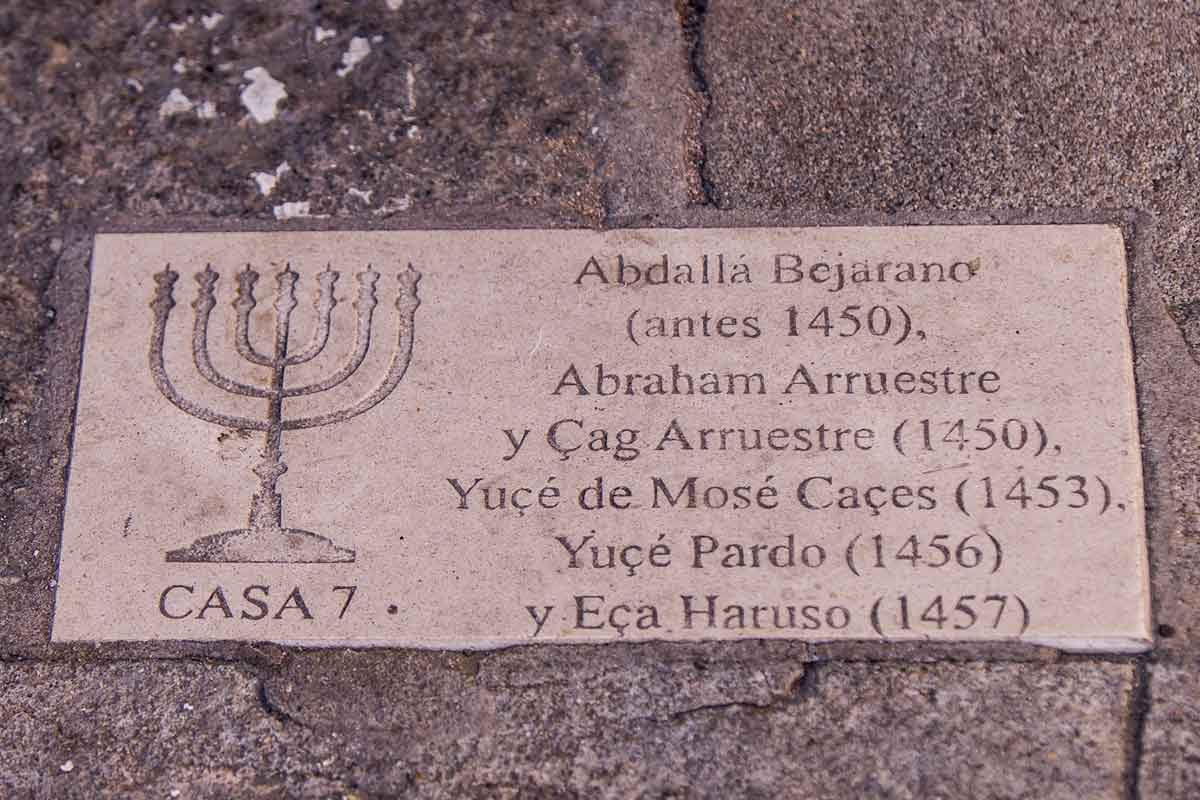 Abdallá Bejarano
(antes 1450),
Abraham Arruestre
y Çag Arruestre (1450),
Yuçé de Mosé Caçes (1453),
Yuçé Pardo (1456)
y Eça Haruso (1457)
CASA 7